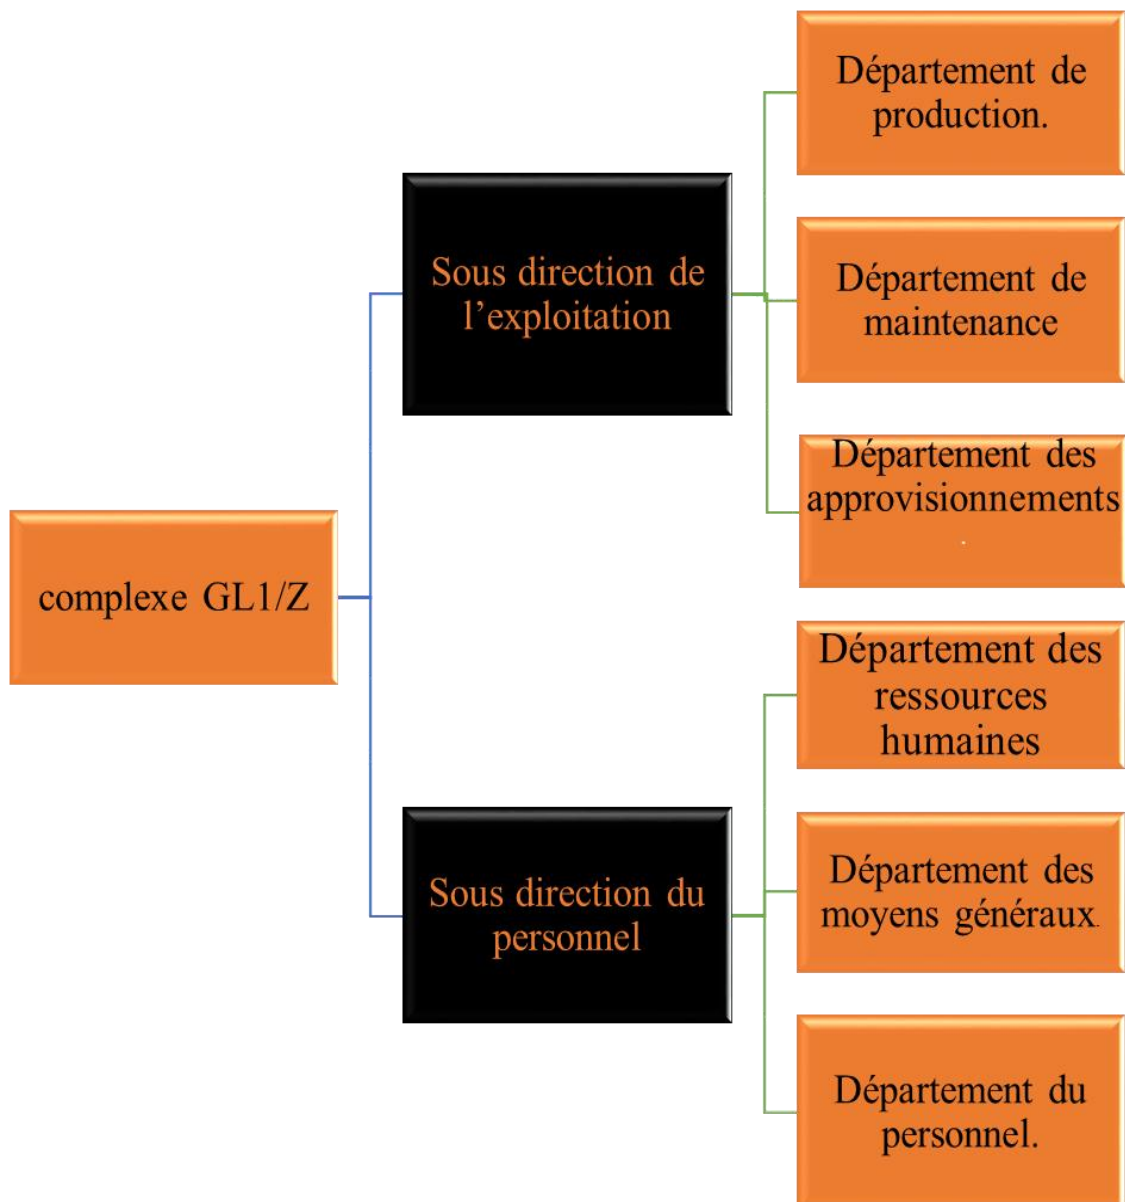 Département de
production.
Sous direction de
l’exploitation
Département de
maintenance
Département des
approvisionnements
.
complexe GL1/Z
Département des
ressources
humaines
Sous direction du
personnel
Département des
moyens généraux.
Département du
personnel.